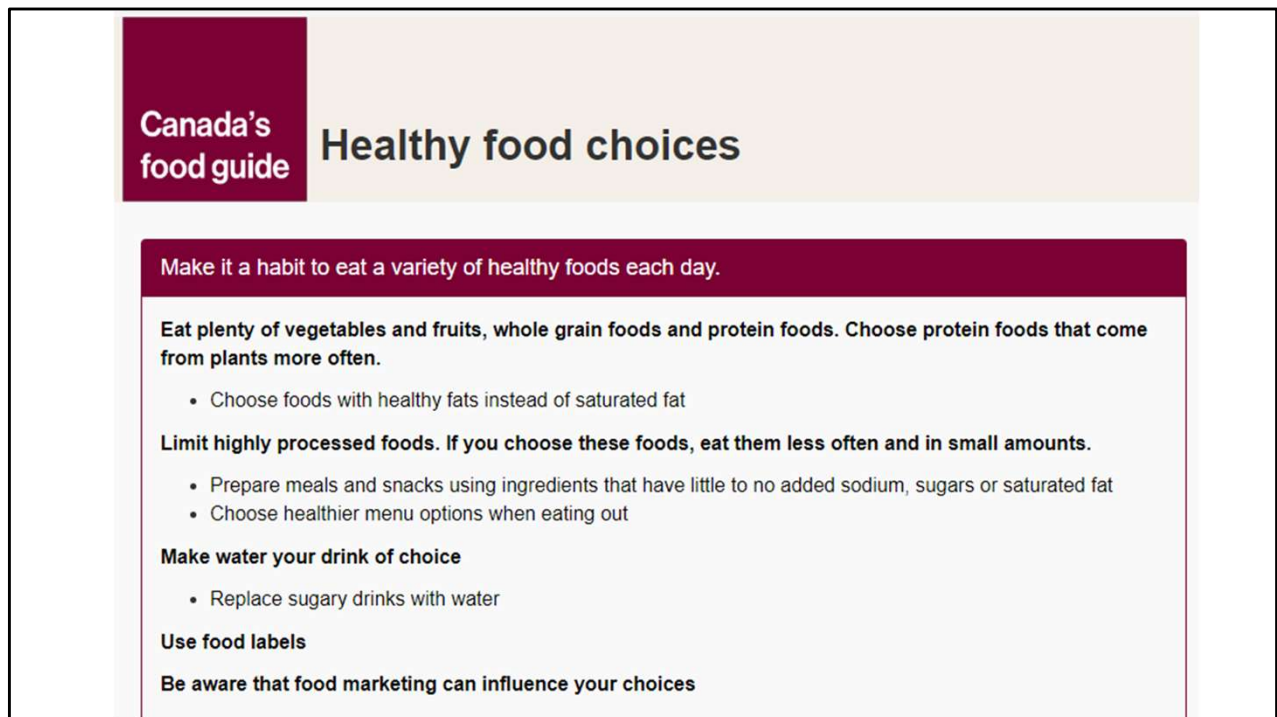 Canada's
food guide
Healthy food choices
Make it a habit to eat a variety of healthy foods each day.
Eat plenty of vegetables and fruits, whole grain foods and protein foods. Choose protein foods that come
from plants more often.
• Choose foods with healthy fats instead of saturated fat
Limit highly processed foods. If you choose these foods, eat them less often and in small amounts.
• Prepare meals and snacks using ingredients that have little to no added sodium, sugars or saturated fat
• Choose healthier menu options when eating out
Make water your drink of choice
• Replace sugary drinks with water
Use food labels
Be aware that food marketing can influence your choices